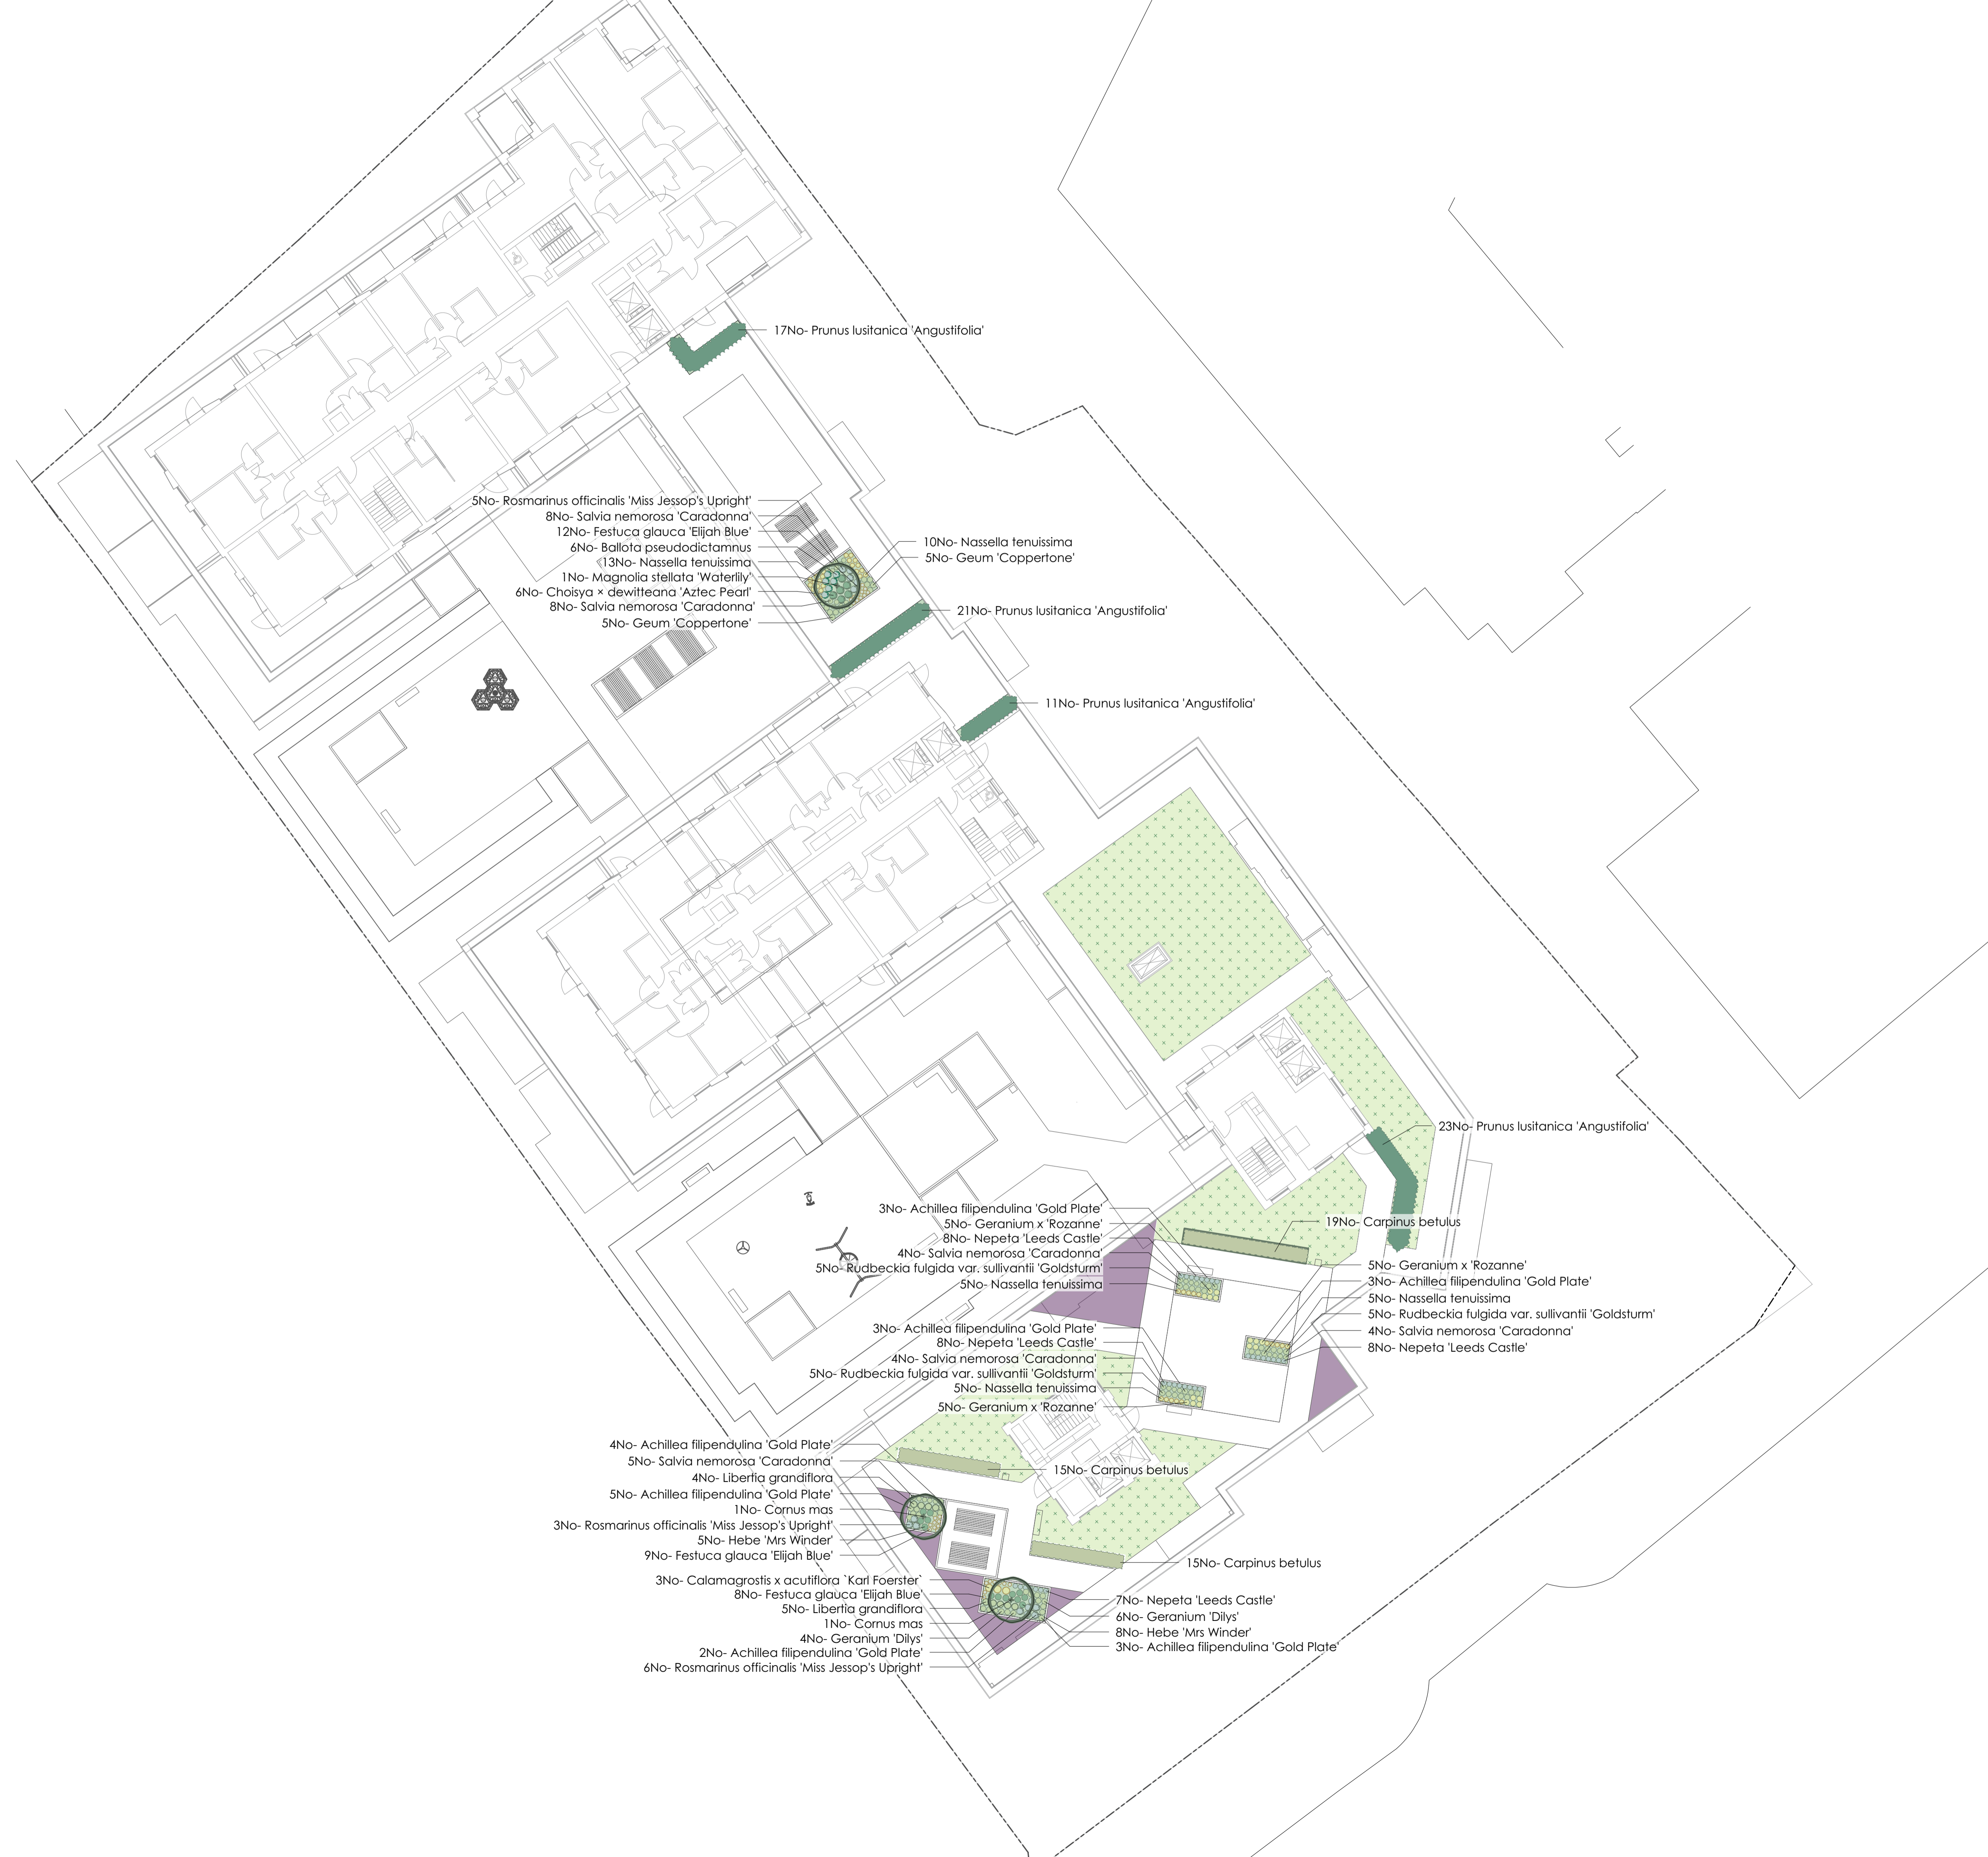 17No- Prunus lusitanica 'Angustifolia'
5No- Rosmarinus officinalis 'Miss Jessop's Upright'
8No- Salvia nemorosa 'Caradonna'
12No- Festuca glauca 'Elijah Blue'
6No- Ballota pseudodictamnus
13No- Nassella tenuissima
1No- Magnolia stellata 'Waterlily'
6No- Choisya × dewitteana 'Aztec Pearl'
8No- Salvia nemorosa 'Caradonna'
5No- Geum 'Coppertone'
10No- Nassella tenuissima
5No- Geum 'Coppertone'
21No- Prunus lusitanica 'Angustifolia'
11No- Prunus lusitanica 'Angustifolia'
23No- Prunus lusitanica 'Angustifolia'
3No- Achillea filipendulina 'Gold Plate'
5No- Geranium x 'Rozanne'
8No- Nepeta 'Leeds Castle'
4No- Salvia nemorosa 'Caradonna'
5No- Rudbeckia fulgida var. sullivantii 'Goldsturm'
5No- Nassella tenuissima
19No- Carpinus betulus
5No- Geranium x 'Rozanne'
3No- Achillea filipendulina 'Gold Plate'
5No- Nassella tenuissima
5No- Rudbeckia fulgida var. sullivantii 'Goldsturm'
4No- Salvia nemorosa 'Caradonna'
8No- Nepeta 'Leeds Castle'
3No- Achillea filipendulina 'Gold Plate'
8No- Nepeta 'Leeds Castle'
4No- Salvia nemorosa 'Caradonna'
5No- Rudbeckia fulgida var. sullivantii 'Goldsturm'
5No- Nassella tenuissima
5No- Geranium x 'Rozanne'
4No- Achillea filipendulina 'Gold Plate'
5No- Salvia nemorosa 'Caradonna'
4No- Libertia grandiflora
5No- Achillea filipendulina 'Gold Plate'
1No- Cornus mas
3No- Rosmarinus officinalis 'Miss Jessop's Upright'
5No- Hebe 'Mrs Winder'
9No- Festuca glauca 'Elijah Blue'
15No- Carpinus betulus
15No- Carpinus betulus
3No- Calamagrostis x acutiflora `Karl Foerster`
8No- Festuca glauca 'Elijah Blue'
5No- Libertia grandiflora
1No- Cornus mas
4No- Geranium 'Dilys'
2No- Achillea filipendulina 'Gold Plate'
6No- Rosmarinus officinalis 'Miss Jessop's Upright'
7No- Nepeta 'Leeds Castle'
6No- Geranium 'Dilys'
8No- Hebe 'Mrs Winder'
3No- Achillea filipendulina 'Gold Plate'